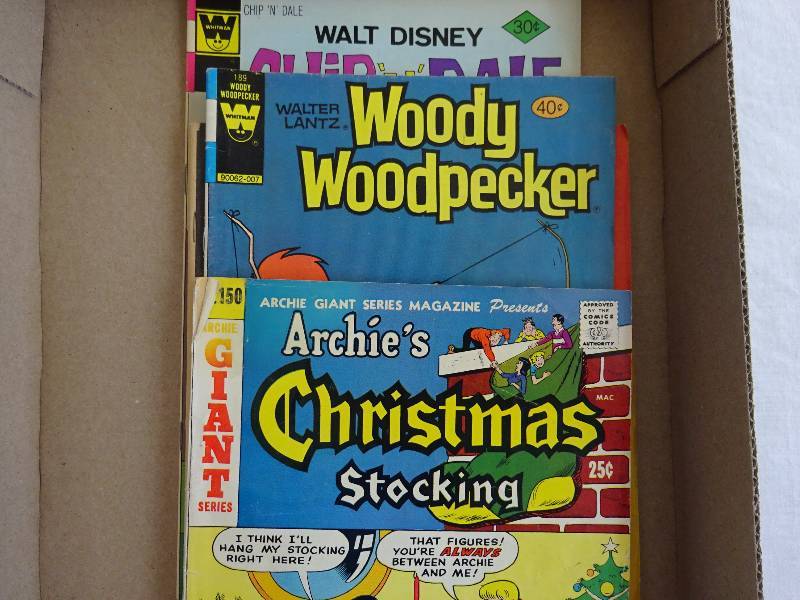 CHIP 'N' DALE
WHITMAN
30¢
WALT DISNEY
CHIP 'n' DALE
189
WOODY
WOODPECKER
WHITMAN
90062-007
WALTER
LANTZ
40¢
Woody
Woodpecker
150
ARCHIE
GIANT
SERIES
ARCHIE GIANT SERIES MAGAZINE Presents
APPROVED
BY THE
COMICS
CODE
AUTHORITY
Archie's
Christmas
Stocking
MAC
25¢
I THINK I'LL
HANG MY STOCKING
RIGHT HERE!
THAT FIGURES!
YOU'RE ALWAYS
BETWEEN ARCHIE
AND ME!